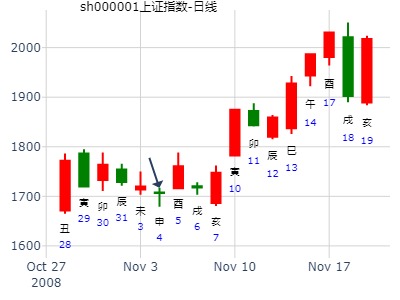 sh000001上证指数-日线
2000
1900
1800
1700
1600
丑
28
寅
29
卯
30
辰
31
未
3
申
4
酉
5
戌
6
亥
7
寅
10
卯
11
辰
12
巳
13
午
14
酉
17
戌
18
亥
19
Oct 27
2008
Nov 3
Nov 10
Nov 17